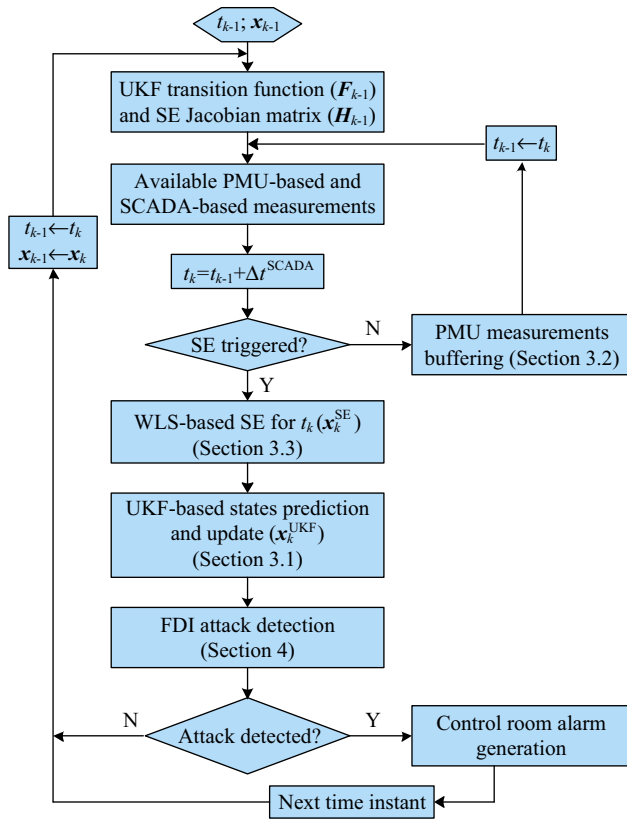 t_{k-1}; x_{k-1}
UKF transition function (F_{k-1})
and SE Jacobian matrix (H_{k-1})
t_{k-1}←t_k
Available PMU-based and
SCADA-based measurements
t_{k-1}←t_k
x_{k-1}←x_k
t_k=t_{k-1}+Δt^{SCADA}
SE triggered?
N
PMU measurements
buffering (Section 3.2)
Y
WLS-based SE for t_k(x_k^{SE})
(Section 3.3)
UKF-based states prediction
and update (x_k^{UKF})
(Section 3.1)
FDI attack detection
(Section 4)
N
Attack detected?
Y
Control room alarm
generation
Next time instant